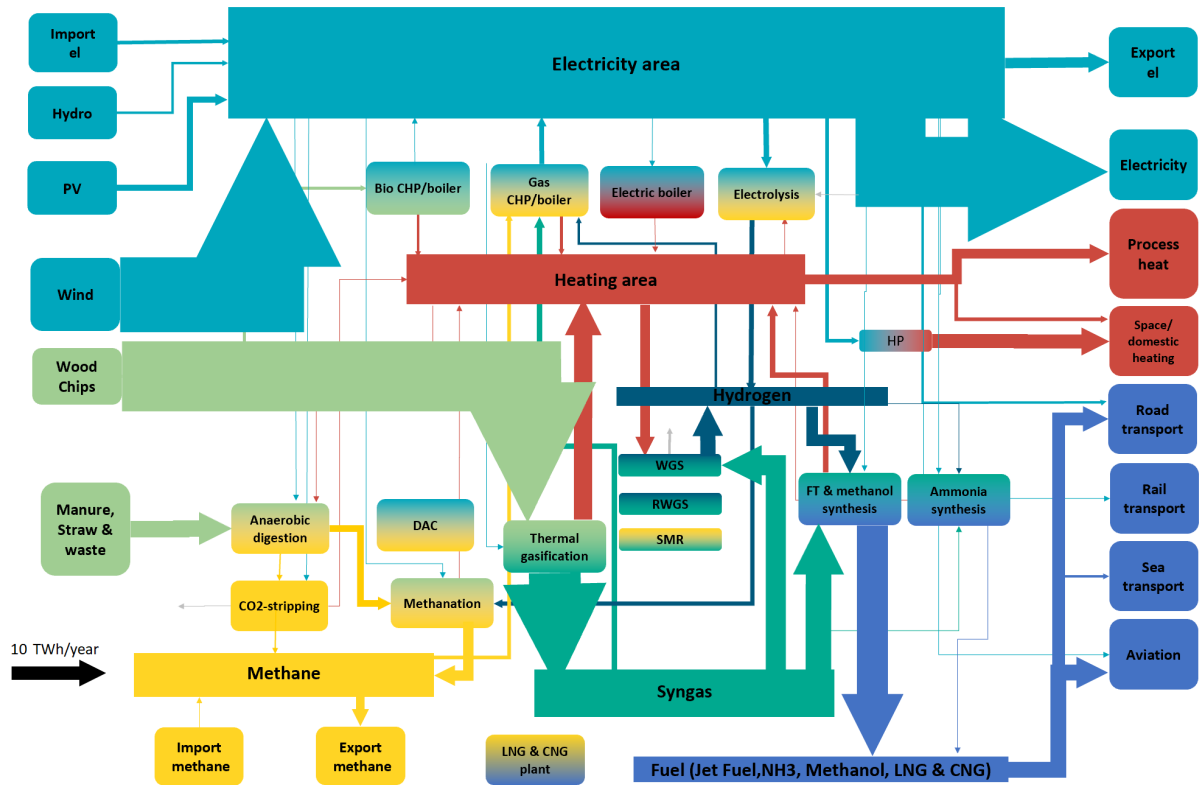 Import
el
Electricity area
Export
el
Hydro
PV
Bio CHP/boiler
Gas
CHP/boiler
Electric boiler
Electrolysis
Electricity
Process
heat
Wind
Heating area
HP
Space/
domestic
heating
Wood
Chips
Hydrogen
Road
transport
WGS
Manure,
Straw &
waste
Anaerobic
digestion
DAC
Thermal
gasification
RWGS
SMR
FT & methanol
synthesis
Ammonia
synthesis
Rail
transport
CO2-stripping
Methanation
Sea
transport
10 TWh/year
Methane
Syngas
Aviation
Import
methane
Export
methane
LNG & CNG
plant
Fuel (Jet Fuel,NH3, Methanol, LNG & CNG)